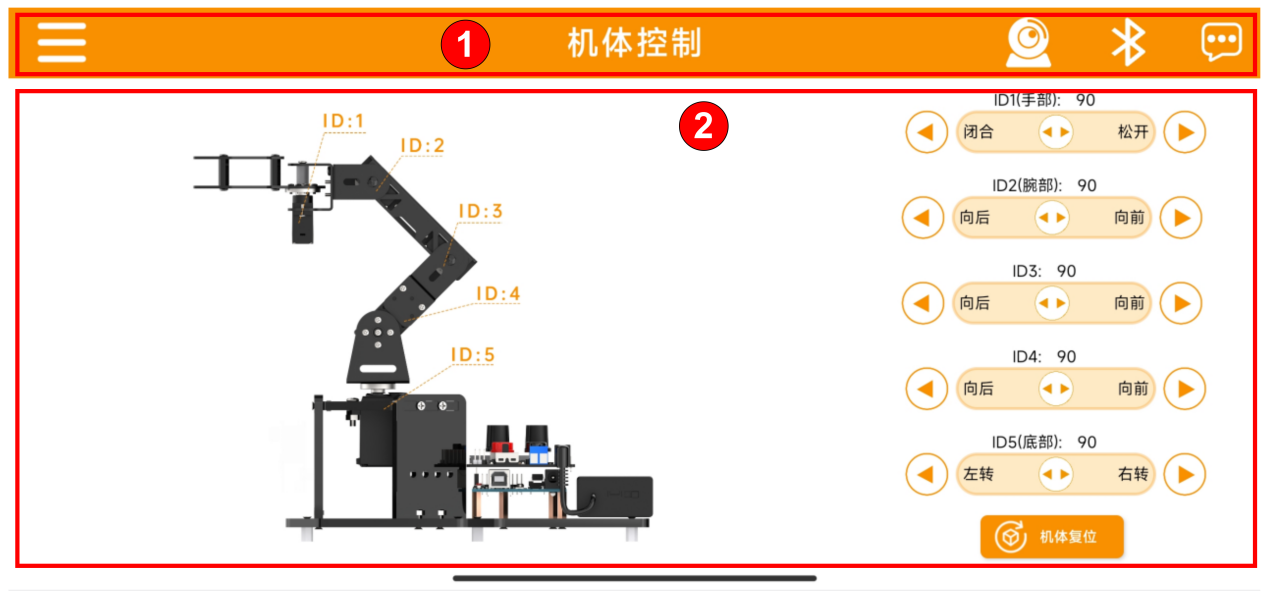 1
机体控制
2
ID:1
ID:2
ID:3
ID:4
ID:5
ID1(手部): 90
闭合 松开
ID2(腕部): 90
向后 向前
ID3: 90
向后 向前
ID4: 90
向后 向前
ID5(底部): 90
左转 右转
机体复位